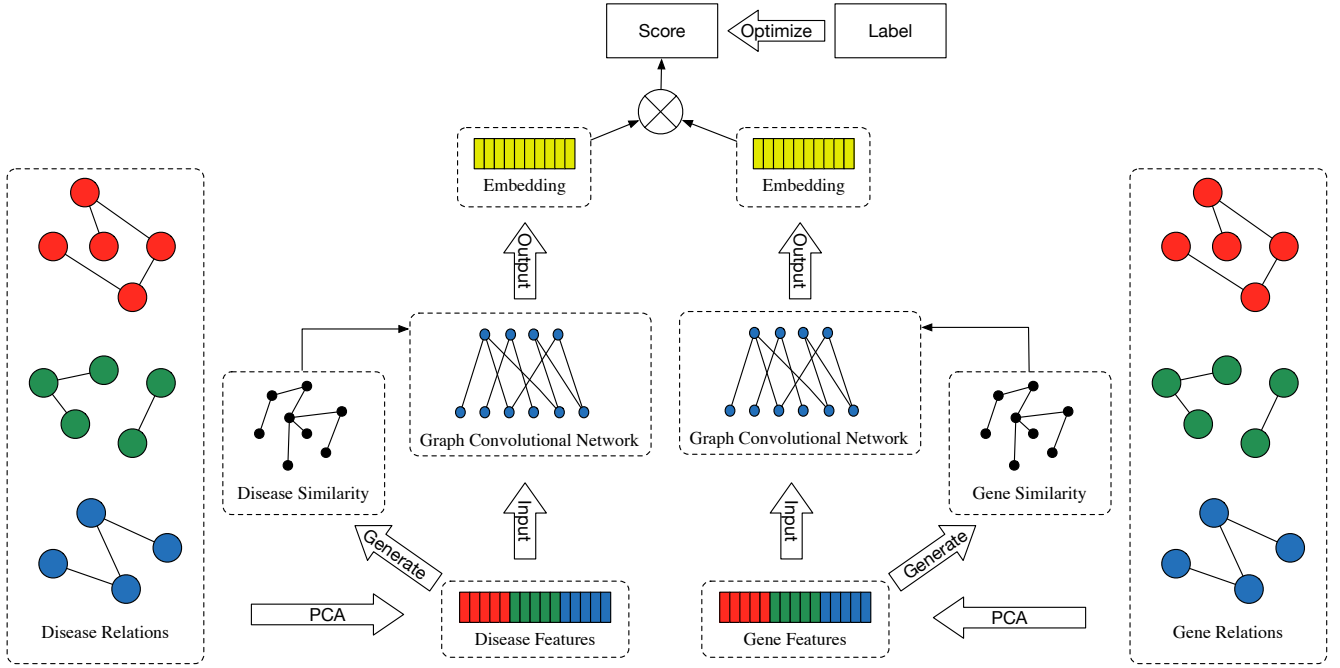 Score
Optimize
Label
Embedding
Embedding
Output
Output
Graph Convolutional Network
Graph Convolutional Network
Disease Similarity
Gene Similarity
Input
Input
Generate
Generate
PCA
PCA
Disease Relations
Disease Features
Gene Features
Gene Relations